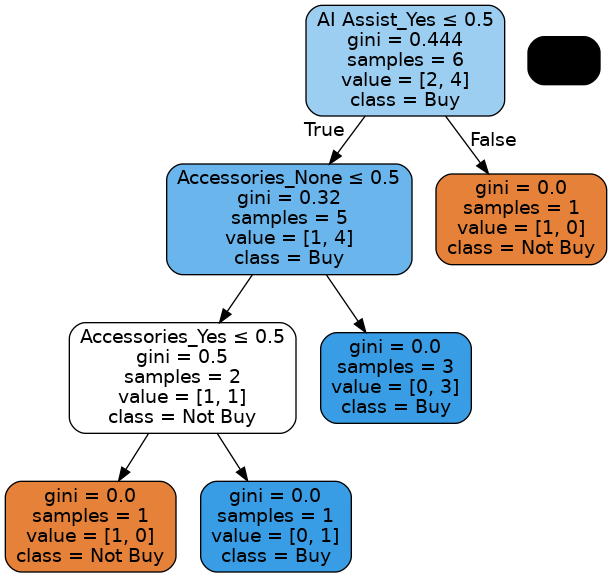 AI Assist_Yes ≤ 0.5
gini = 0.444
samples = 6
value = [2, 4]
class = Buy
True
False
Accessories_None ≤ 0.5
gini = 0.32
samples = 5
value = [1, 4]
class = Buy
gini = 0.0
samples = 1
value = [1, 0]
class = Not Buy
Accessories_Yes ≤ 0.5
gini = 0.5
samples = 2
value = [1, 1]
class = Not Buy
gini = 0.0
samples = 3
value = [0, 3]
class = Buy
gini = 0.0
samples = 1
value = [1, 0]
class = Not Buy
gini = 0.0
samples = 1
value = [0, 1]
class = Buy